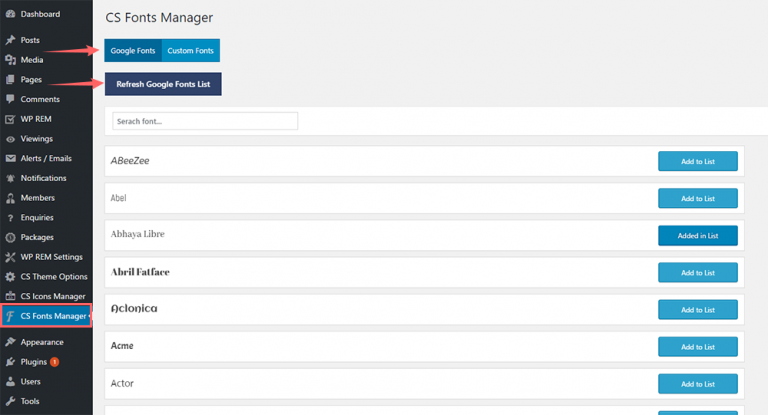 Dashboard
Posts
Media
Pages
Comments
WP REM
Viewings
Alerts / Emails
Notifications
Members
Enquiries
Packages
WP REM Settings
CS Theme Options
CS Icons Manager
CS Fonts Manager
Appearance
Plugins 1
Users
Tools
CS Fonts Manager
Google Fonts Custom Fonts
Refresh Google Fonts List
Serach font...
ABeeZee Add to List
Abel Add to List
Abhaya Libre Added in List
Abril Fatface Add to List
Aclonica Add to List
Acme Add to List
Actor Add to List